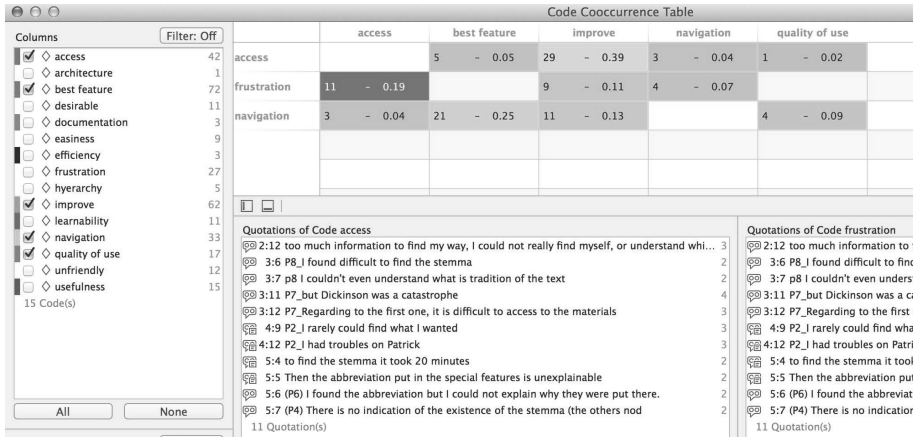 Code Cooccurrence Table
Columns
Filter: Off
access 42
architecture 1
best feature 72
desirable 11
documentation 3
easiness 9
efficiency 3
frustration 27
hyerarchy 5
improve 62
learnability 11
navigation 33
quality of use 17
unfriendly 12
usefulness 15
15 Code(s)
All None
access best feature improve navigation quality of use
access 5 - 0.05 29 - 0.39 3 - 0.04 1 - 0.02
frustration 11 - 0.19 9 - 0.11 4 - 0.07
navigation 3 - 0.04 21 - 0.25 11 - 0.13 4 - 0.09
Quotations of Code access
2:12 too much information to find my way, I could not really find myself, or understand whi... 3
3:6 P8_I found difficult to find the stemma 2
3:7 p8 I couldn't even understand what is tradition of the text 2
3:11 P7_but Dickinson was a catastrophe 4
3:12 P7_Regarding to the first one, it is difficult to access to the materials 3
4:9 P2_I rarely could find what I wanted 3
4:12 P2_I had troubles on Patrick 3
5:4 to find the stemma it took 20 minutes 2
5:5 Then the abbreviation put in the special features is unexplainable 2
5:6 (P6) I found the abbreviation but I could not explain why they were put there. 2
5:7 (P4) There is no indication of the existence of the stemma (the others nod 2
11 Quotation(s)
Quotations of Code frustration
2:12 too much information to
3:6 P8_I found difficult to find
3:7 p8 I couldn't even unders
3:11 P7_but Dickinson was a ca
3:12 P7_Regarding to the first
4:9 P2_I rarely could find wha
4:12 P2_I had troubles on Patri
5:4 to find the stemma it took
5:5 Then the abbreviation put
5:6 (P6) I found the abbreviat
5:7 (P4) There is no indication
11 Quotation(s)